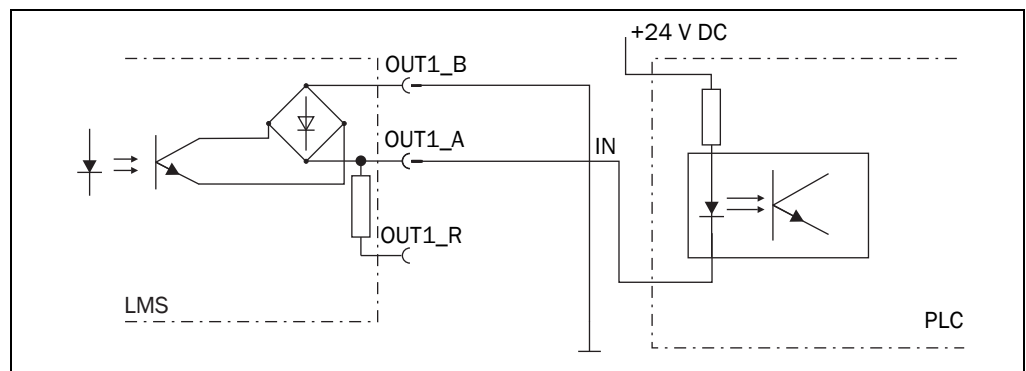 +24 V DC
OUT1_B
OUT1_A
IN
OUT1_R
LMS
PLC